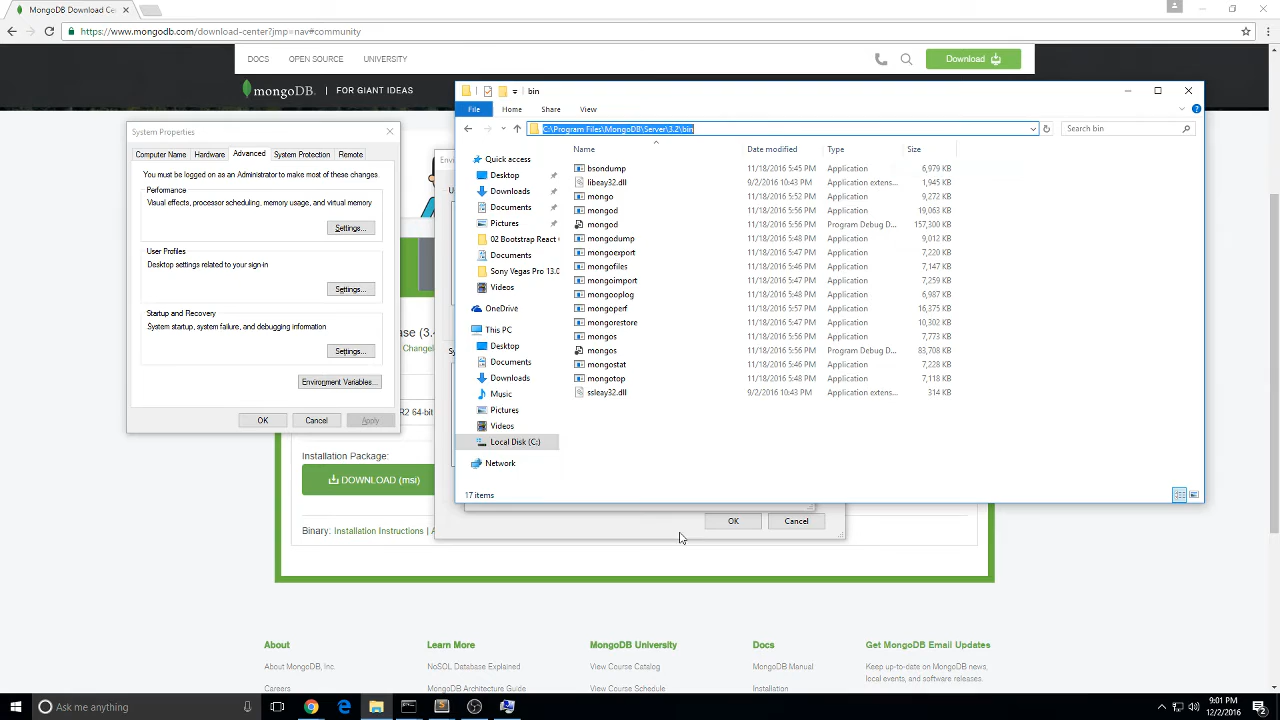 MongoDB Download Ce
https://www.mongodb.com/download-center?jmp=nav#community
DOCS OPEN SOURCE UNIVERSITY
Download
mongoDB. FOR GIANT IDEAS
System Properties
Computer Name Hardware Advanced System Protection Remote
You must be logged on as an Administrator to make most of these changes.
Performance
Visual effects, processor scheduling, memory usage, and virtual memory
Settings...
User Profiles
Desktop settings related to your sign-in
Settings...
Startup and Recovery
System startup, system failure, and debugging information
Settings...
Environment Variables...
OK Cancel Apply
bin
File Home Share View
C:\Program Files\MongoDB\Server\3.2\bin
Search bin
Name Date modified Type Size
Quick access
Desktop
Downloads
Documents
Pictures
02 Bootstrap React
Documents
Sony Vegas Pro 13.0
Videos
OneDrive
This PC
Desktop
Documents
Downloads
Music
Pictures
Videos
Local Disk (C:)
Network
bsondump 11/18/2016 5:45 PM Application 6,979 KB
libeay32.dll 9/2/2016 10:43 PM Application extens... 1,945 KB
mongo 11/18/2016 5:52 PM Application 9,272 KB
mongod 11/18/2016 5:56 PM Application 19,063 KB
mongod 11/18/2016 5:56 PM Program Debug D... 157,300 KB
mongodump 11/18/2016 5:48 PM Application 9,012 KB
mongoexport 11/18/2016 5:47 PM Application 7,220 KB
mongofiles 11/18/2016 5:46 PM Application 7,147 KB
mongoimport 11/18/2016 5:47 PM Application 7,259 KB
mongooplog 11/18/2016 5:48 PM Application 6,987 KB
mongoperf 11/18/2016 5:57 PM Application 16,375 KB
mongorestore 11/18/2016 5:47 PM Application 10,302 KB
mongos 11/18/2016 5:56 PM Application 7,773 KB
mongos 11/18/2016 5:56 PM Program Debug D... 83,708 KB
mongostat 11/18/2016 5:47 PM Application 7,228 KB
mongotop 11/18/2016 5:48 PM Application 7,118 KB
ssleay32.dll 9/2/2016 10:43 PM Application extens... 314 KB
17 items
Envi
U
Sy
ase (3.4
Changel
R2 64-bit
Installation Package:
DOWNLOAD (msi)
Binary: Installation Instructions | A
OK Cancel
About Learn More MongoDB University Docs Get MongoDB Email Updates
About MongoDB, Inc. NoSQL Database Explained View Course Catalog MongoDB Manual Keep up-to-date on MongoDB news,
local events, and software releases.
Careers MongoDB Architecture Guide View Course Schedule Installation
Ask me anything
9:01 PM
12/2/2016
2